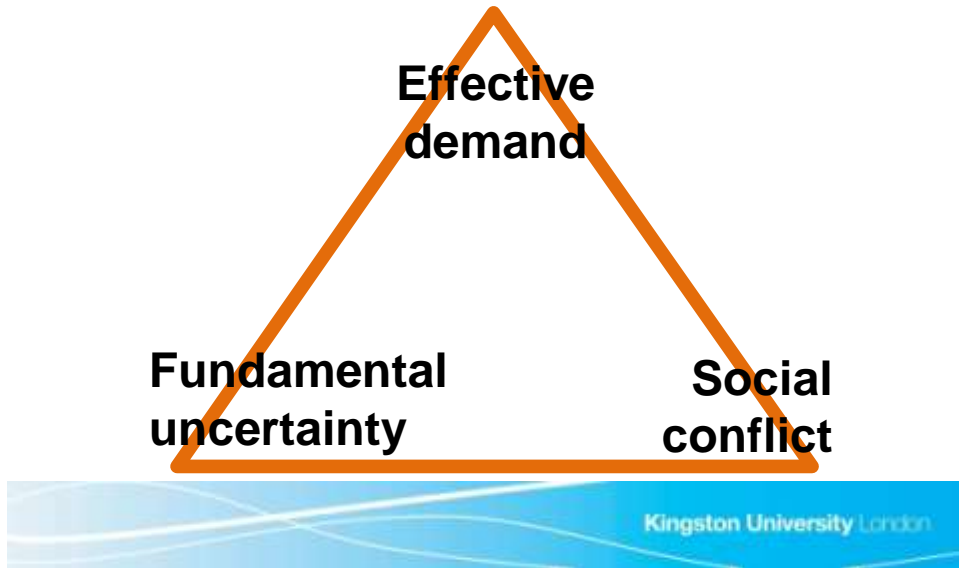 Effective
demand
Fundamental
uncertainty
Social
conflict
Kingston University London